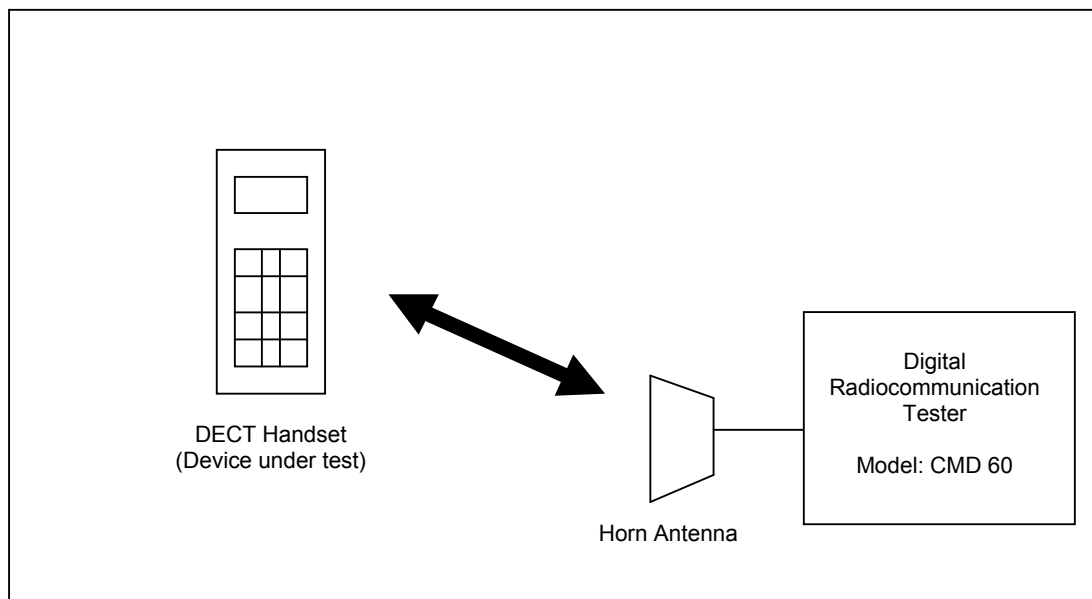 DECT Handset
(Device under test)
Horn Antenna
Digital
Radiocommunication
Tester
Model: CMD 60